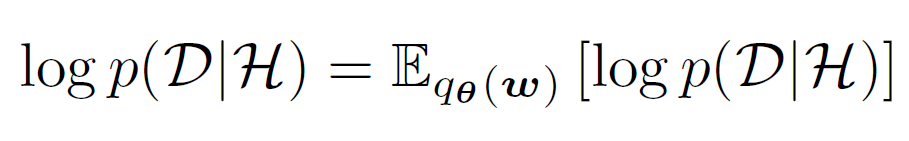 log p(𝒟|ℋ) = 𝔼_{q_𝜽(𝒘)} [log p(𝒟|ℋ)]